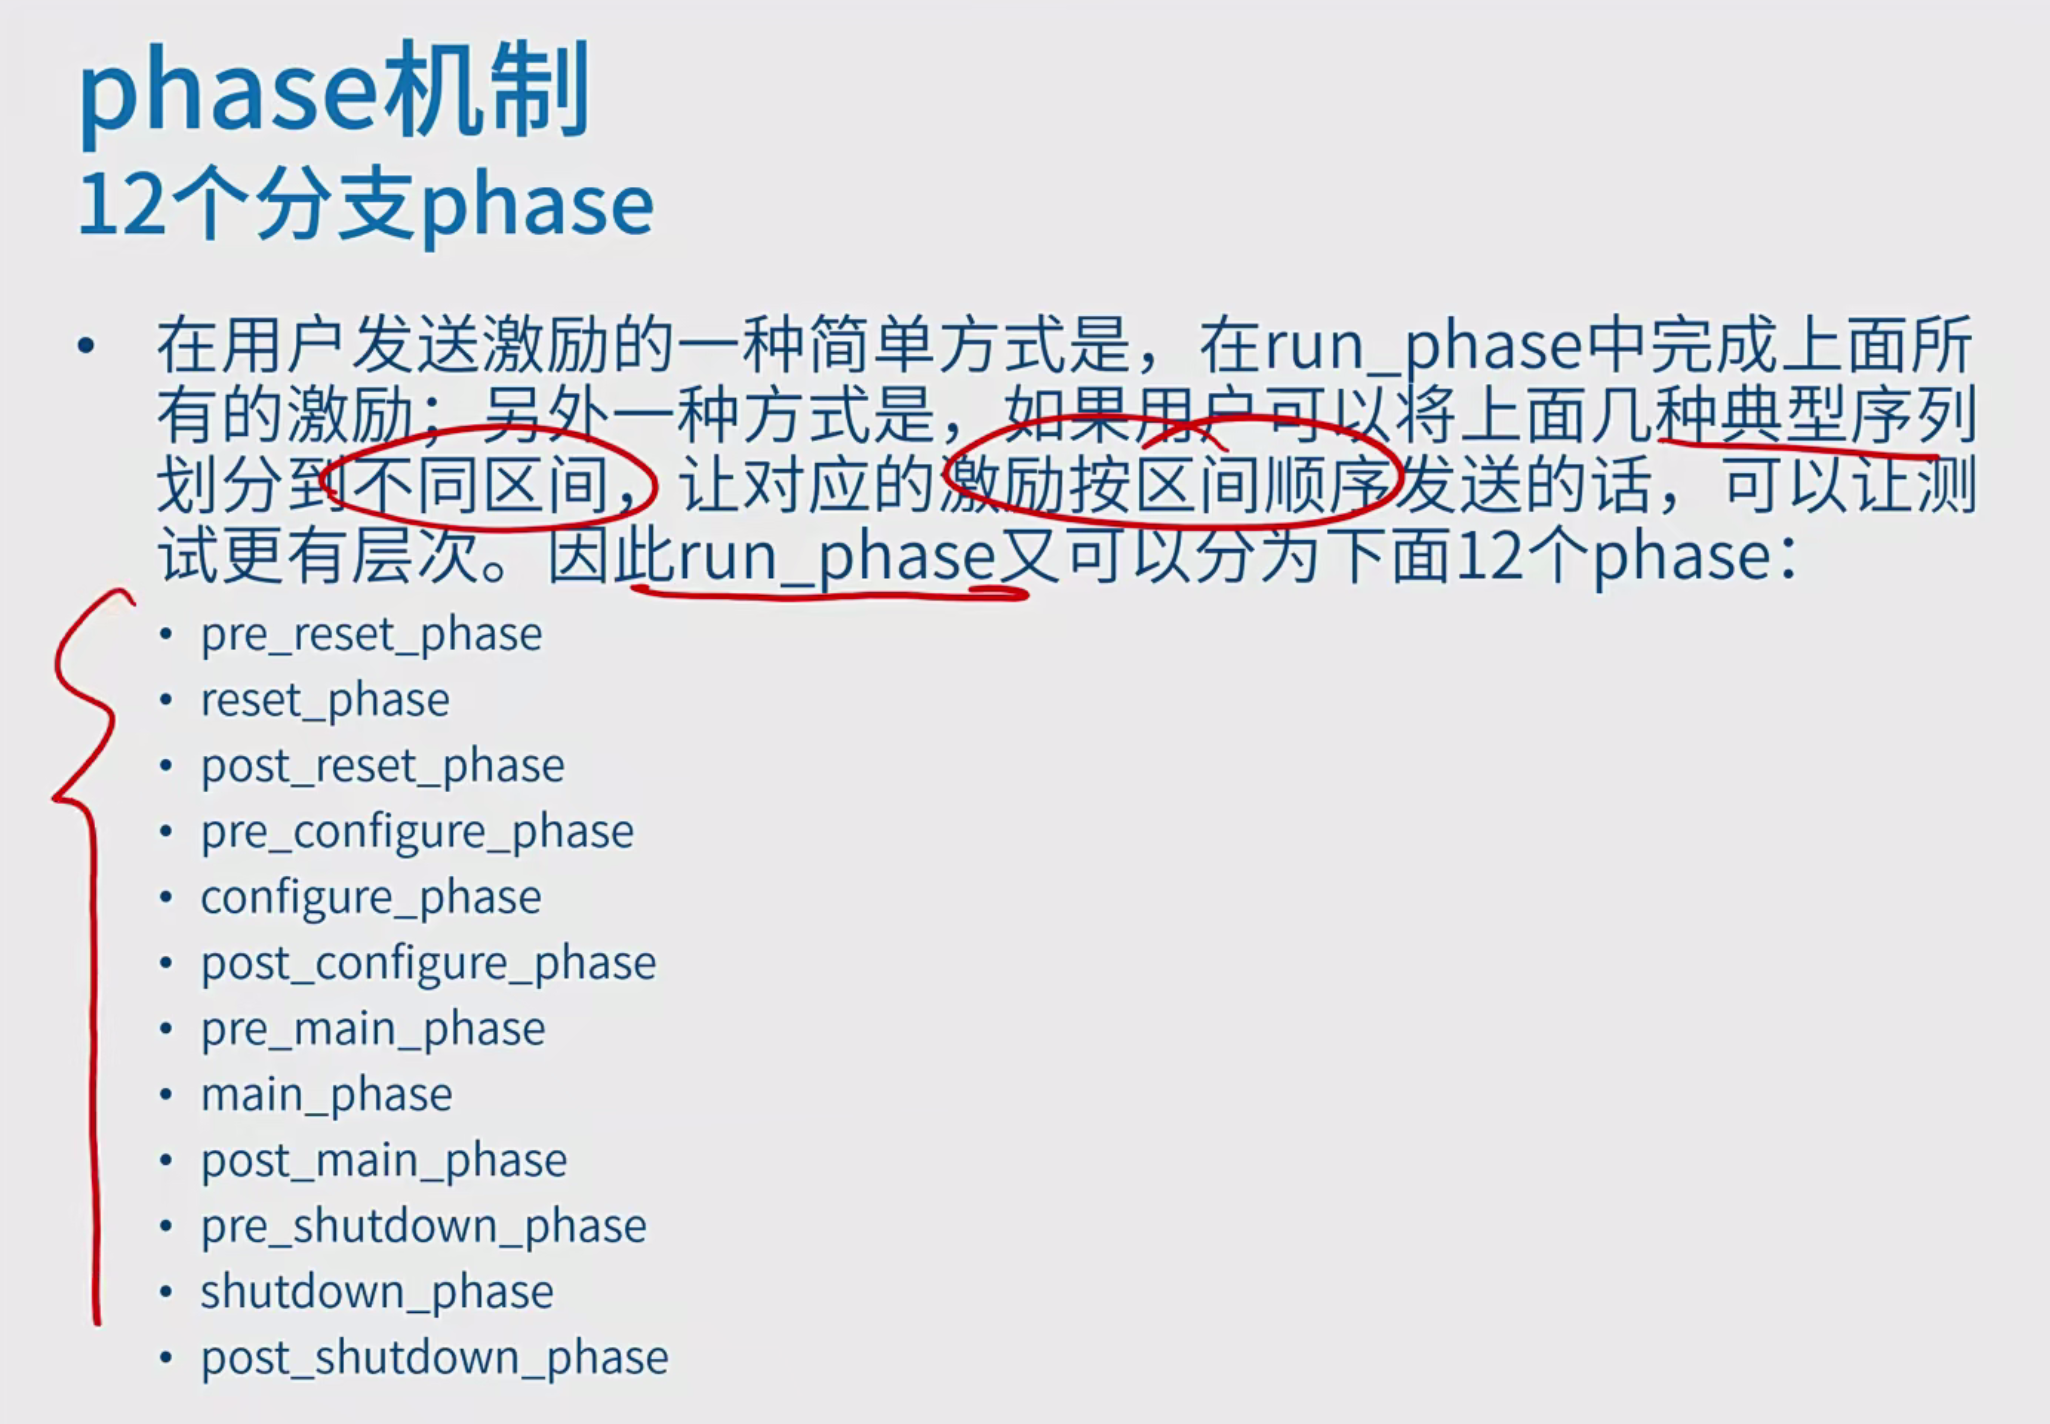 phase机制
12个分支phase
• 在用户发送激励的一种简单方式是，在run_phase中完成上面所
有的激励；另外一种方式是，如果用户可以将上面几种典型序列
划分到不同区间，让对应的激励按区间顺序发送的话，可以让测
试更有层次。因此run_phase又可以分为下面12个phase：
• pre_reset_phase
• reset_phase
• post_reset_phase
• pre_configure_phase
• configure_phase
• post_configure_phase
• pre_main_phase
• main_phase
• post_main_phase
• pre_shutdown_phase
• shutdown_phase
• post_shutdown_phase